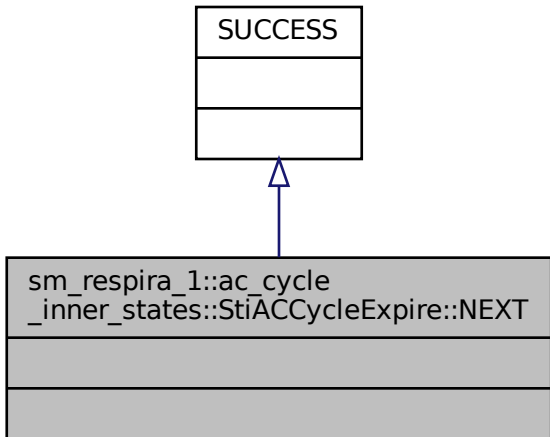 SUCCESS
sm_respira_1::ac_cycle
_inner_states::StiACCycleExpire::NEXT